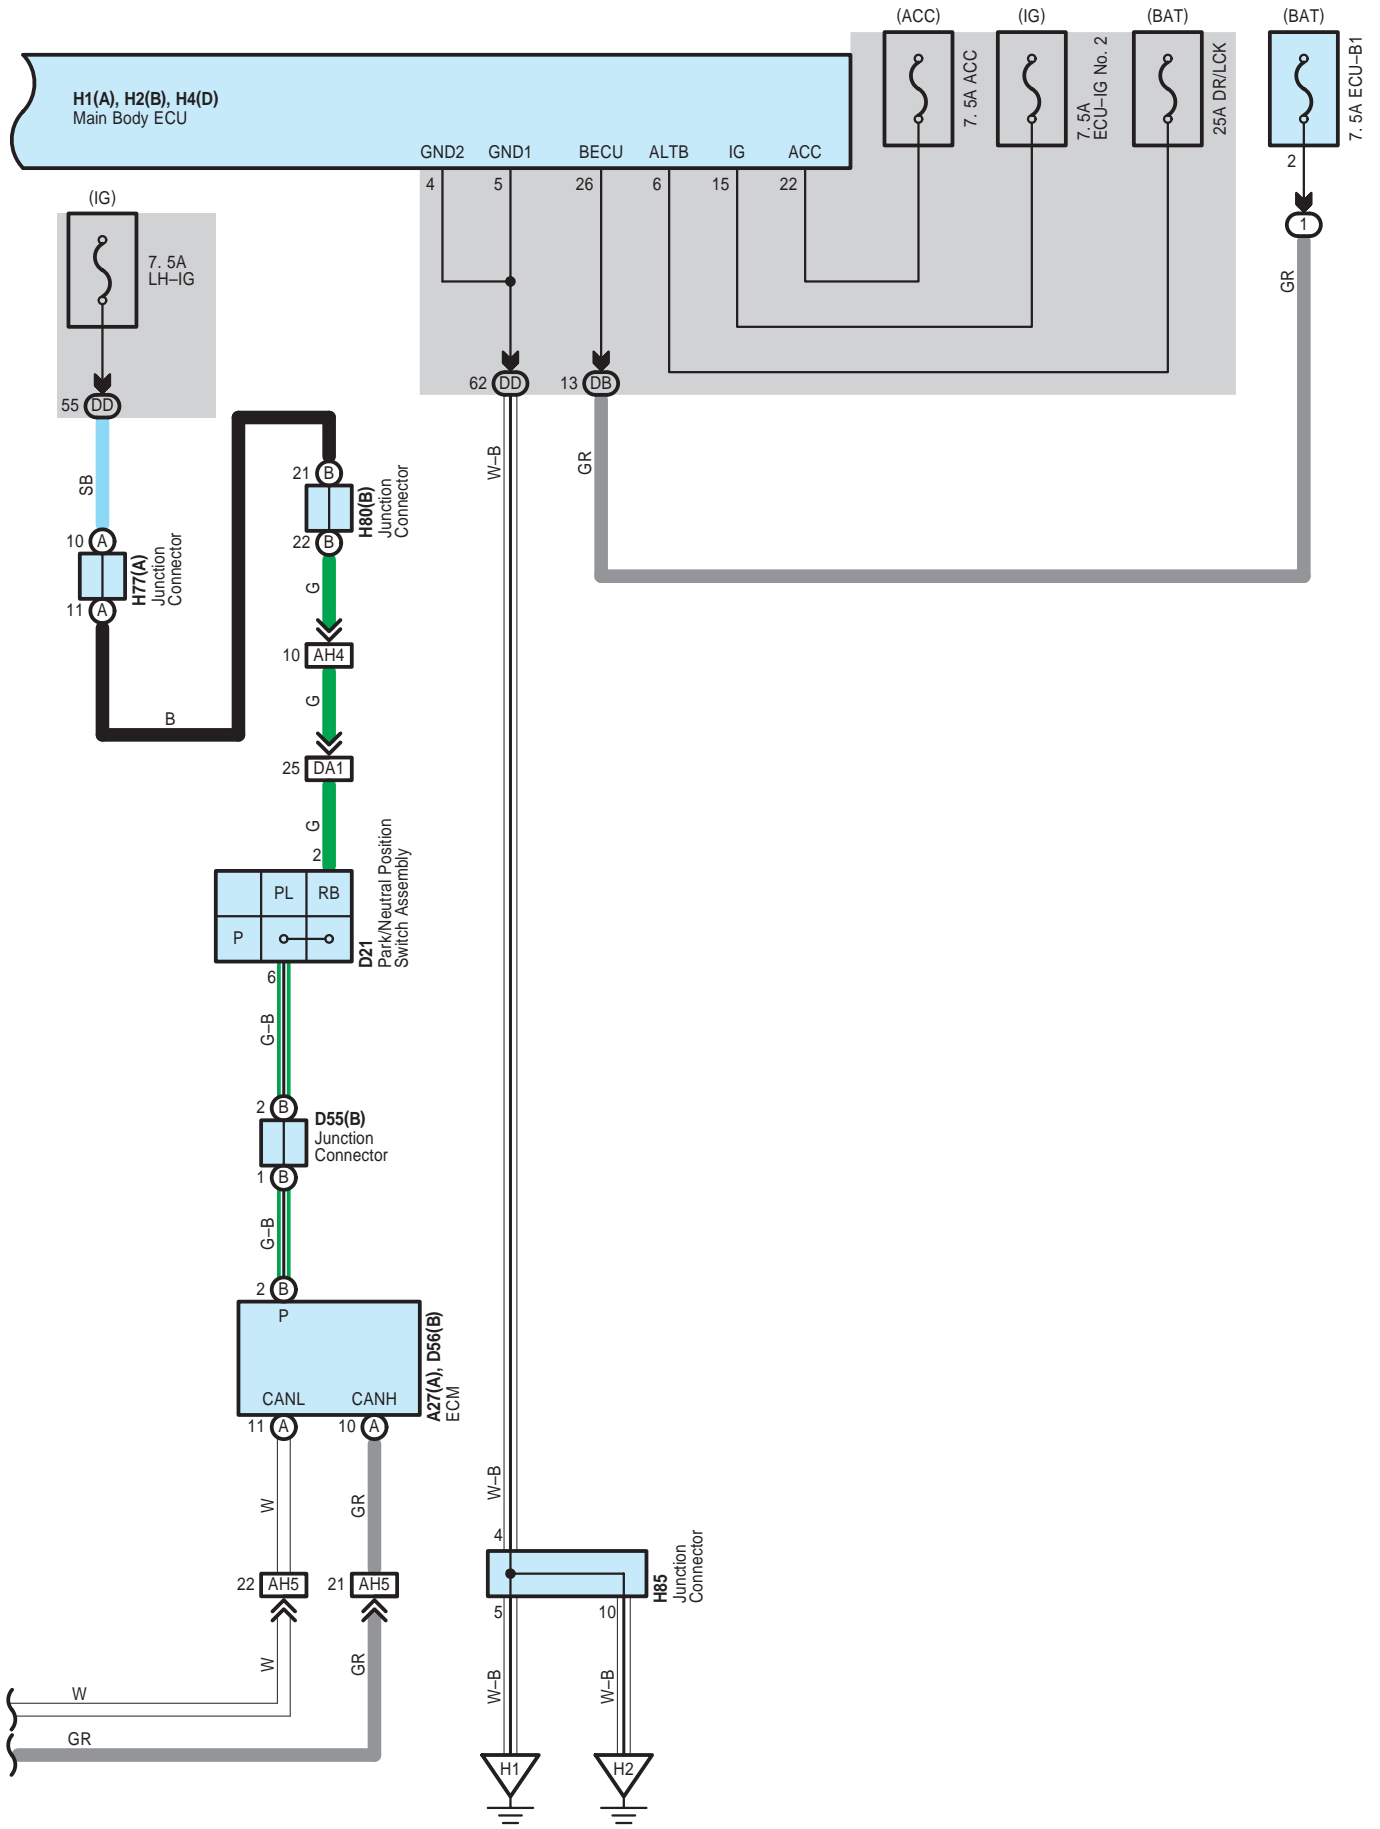 (ACC)
(IG)
(BAT)
(BAT)
7. 5A ACC
7. 5A
ECU–IG No. 2
25A DR/LCK
7. 5A ECU–B1
H1(A), H2(B), H4(D)
Main Body ECU
GND2
GND1
BECU
ALTB
IG
ACC
4
5
26
6
15
22
2
1
GR
(IG)
7. 5A
LH–IG
55
DD
62
DD
13
DB
SB
W–B
GR
10
A
H77(A)
Junction
Connector
11
A
B
21
B
H80(B)
Junction
Connector
22
B
G
10
AH4
G
25
DA1
G
2
PL
RB
P
D21
Park/Neutral Position
Switch Assembly
6
G–B
2
B
D55(B)
Junction
Connector
1
B
G–B
2
B
P
A27(A), D56(B)
ECM
CANL
CANH
11
A
10
A
W
GR
22
AH5
21
AH5
W
GR
W
GR
W–B
4
H85
Junction
Connector
5
10
W–B
W–B
H1
H2